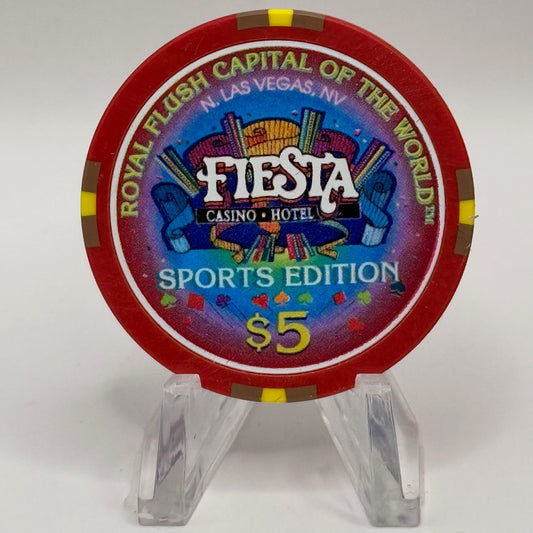 ROYAL FLUSH CAPITAL OF THE WORLD™
N. LAS VEGAS, NV
FIESTA
CASINO • HOTEL
SPORTS EDITION
$5